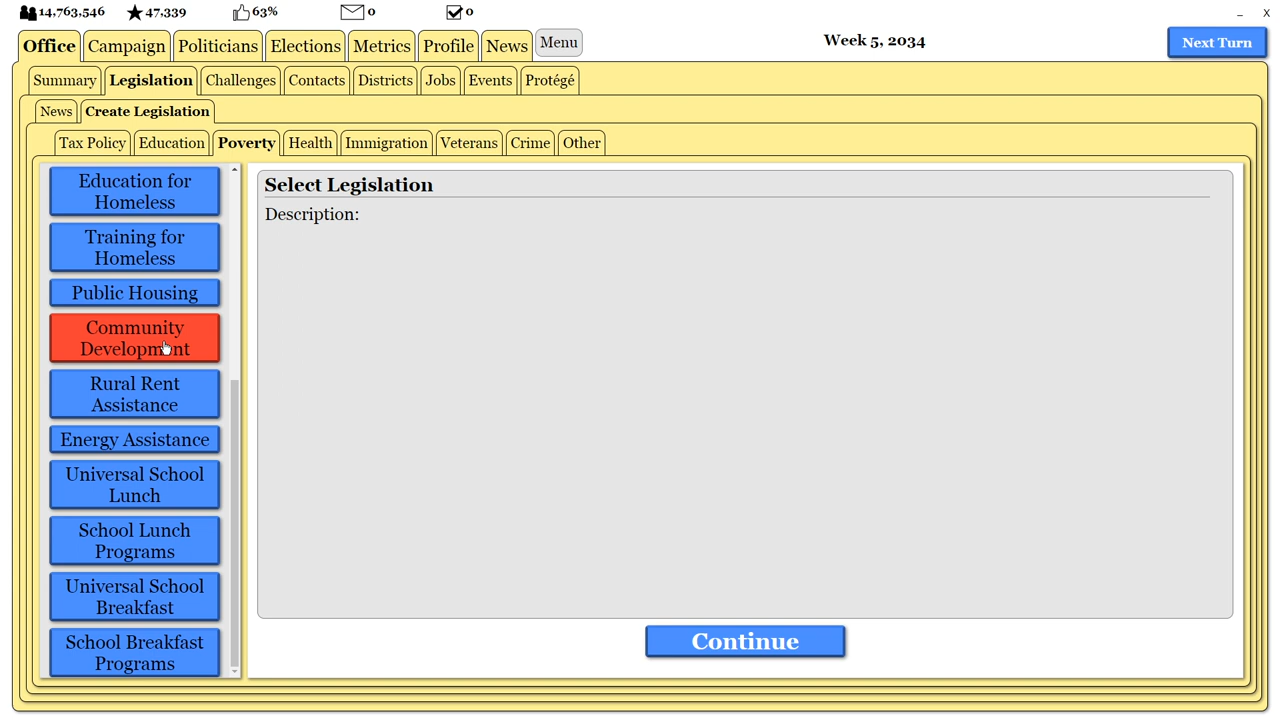 14,763,546 47,339 63% 0 0
_ X
Office Campaign Politicians Elections Metrics Profile News Menu
Week 5, 2034
Next Turn
Summary Legislation Challenges Contacts Districts Jobs Events Protégé
News Create Legislation
Tax Policy Education Poverty Health Immigration Veterans Crime Other
Education for
Homeless
Training for
Homeless
Public Housing
Community
Development
Rural Rent
Assistance
Energy Assistance
Universal School
Lunch
School Lunch
Programs
Universal School
Breakfast
School Breakfast
Programs
Select Legislation
Description:
Continue